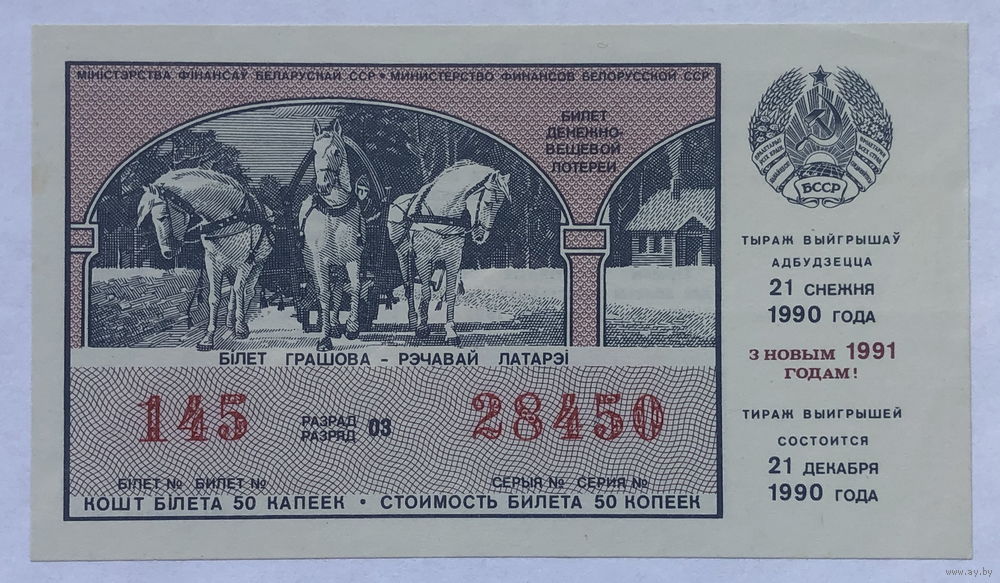 МІНІСТЭРСТВА ФІНАНСАЎ БЕЛАРУСКАЙ ССР • МИНИСТЕРСТВО ФИНАНСОВ БЕЛОРУССКОЙ ССР
БИЛЕТ
ДЕНЕЖНО-
ВЕЩЕВОЙ
ЛОТЕРЕИ
БІЛЕТ ГРАШОВА - РЭЧАВАЙ ЛАТАРЭІ
145
РАЗРАД
РАЗРЯД 03
28450
БІЛЕТ № БИЛЕТ №
СЕРЫЯ № СЕРИЯ №
КОШТ БІЛЕТА 50 КАПЕЕК • СТОИМОСТЬ БИЛЕТА 50 КОПЕЕК
БССР
ТЫРАЖ ВЫЙГРЫШАЎ
АДБУДЗЕЦЦА
21 СНЕЖНЯ
1990 ГОДА
З НОВЫМ 1991
ГОДАМ!
ТИРАЖ ВЫИГРЫШЕЙ
СОСТОИТСЯ
21 ДЕКАБРЯ
1990 ГОДА
www.ay.by